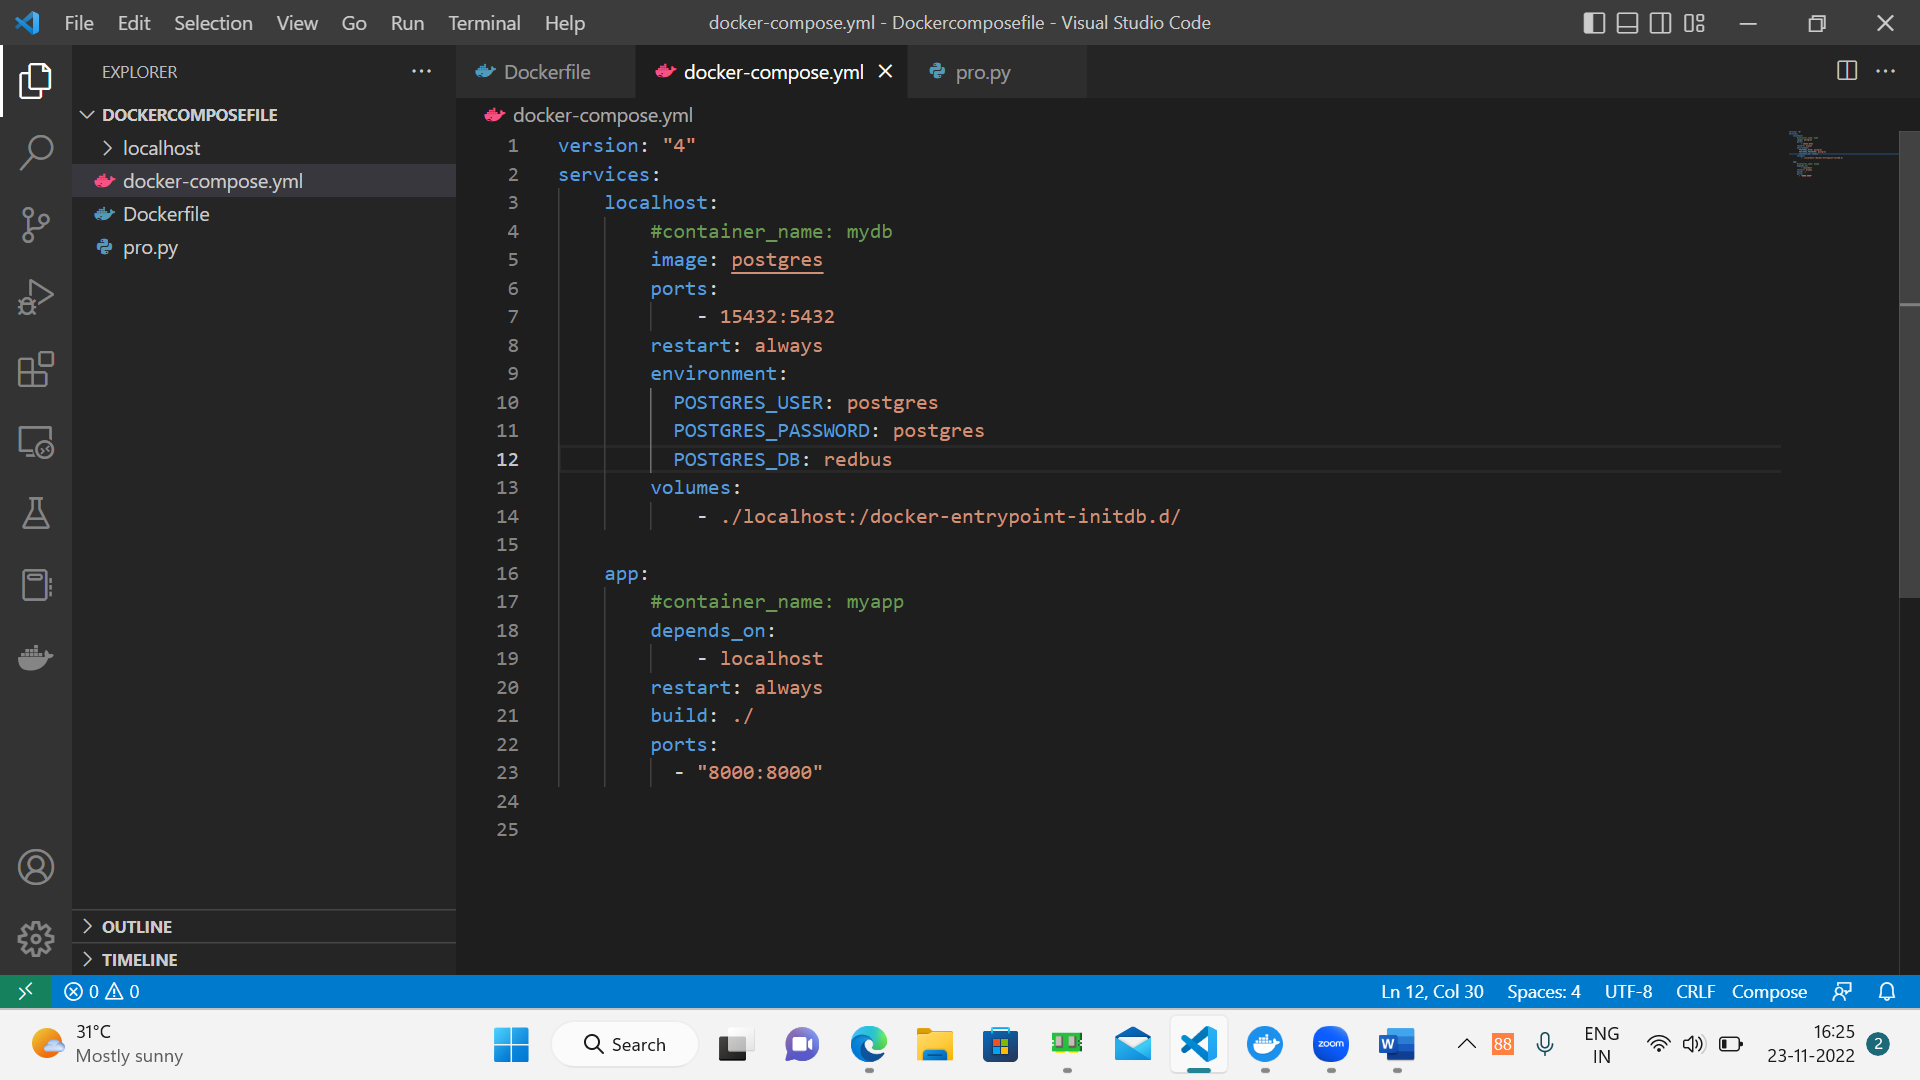 File Edit Selection View Go Run Terminal Help
docker-compose.yml - Dockercomposefile - Visual Studio Code
EXPLORER
DOCKERCOMPOSEFILE
localhost
docker-compose.yml
Dockerfile
pro.py
OUTLINE
TIMELINE
Dockerfile
docker-compose.yml
pro.py
docker-compose.yml
1 version: "4"
2 services:
3 localhost:
4 #container_name: mydb
5 image: postgres
6 ports:
7 - 15432:5432
8 restart: always
9 environment:
10 POSTGRES_USER: postgres
11 POSTGRES_PASSWORD: postgres
12 POSTGRES_DB: redbus
13 volumes:
14 - ./localhost:/docker-entrypoint-initdb.d/
15
16 app:
17 #container_name: myapp
18 depends_on:
19 - localhost
20 restart: always
21 build: ./
22 ports:
23 - "8000:8000"
24
25
0 0
Ln 12, Col 30 Spaces: 4 UTF-8 CRLF Compose
31°C
Mostly sunny
Search
zoom
W
88
ENG
IN
16:25
23-11-2022
2